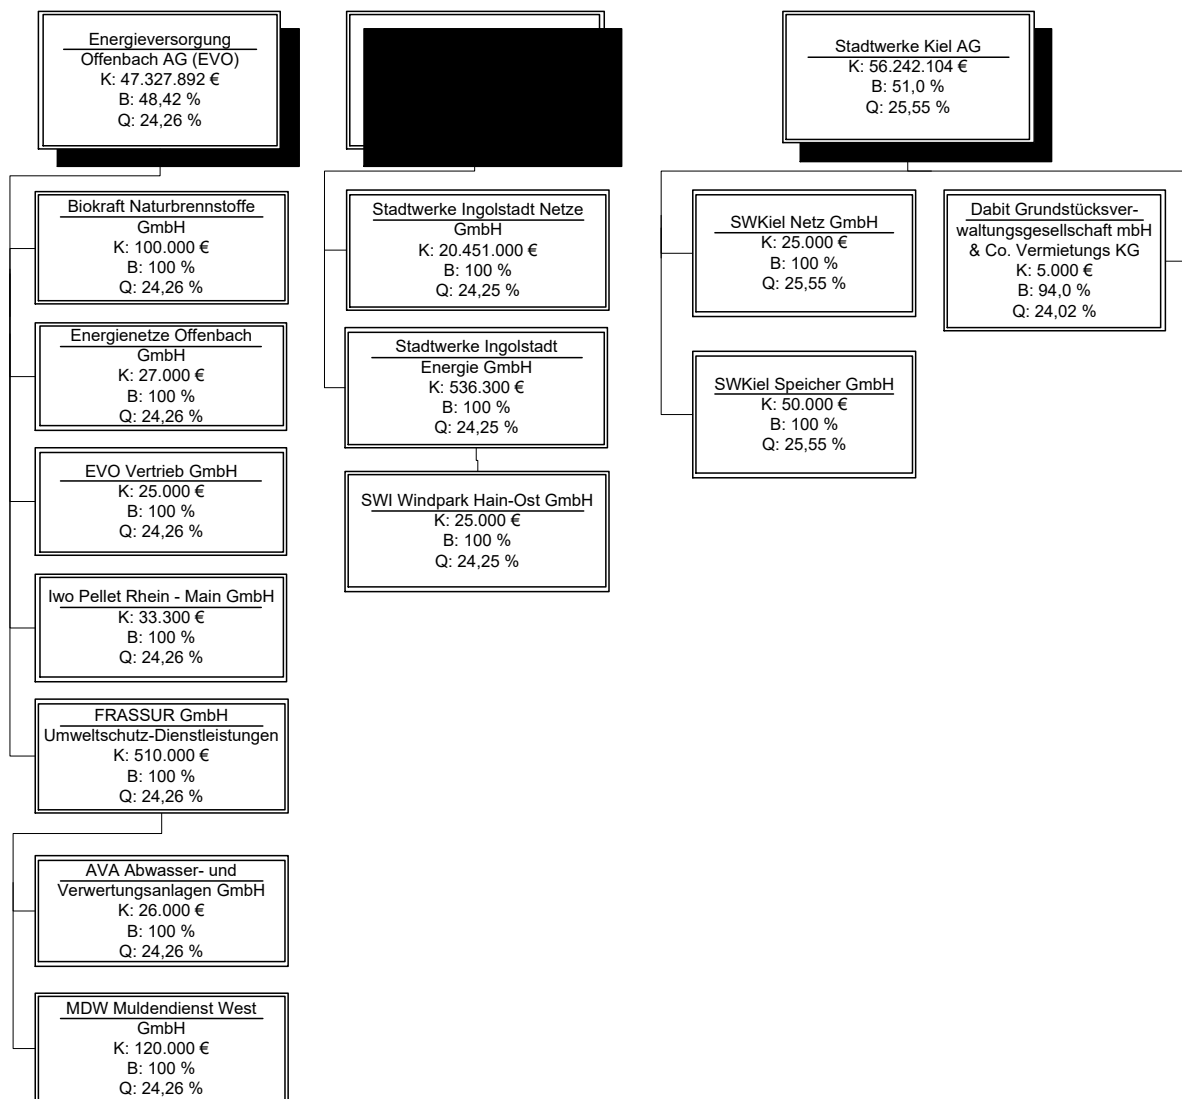 Energieversorgung
Offenbach AG (EVO)
K: 47.327.892 €
B: 48,42 %
Q: 24,26 %
Biokraft Naturbrennstoffe
GmbH
K: 100.000 €
B: 100 %
Q: 24,26 %
Energienetze Offenbach
GmbH
K: 27.000 €
B: 100 %
Q: 24,26 %
EVO Vertrieb GmbH
K: 25.000 €
B: 100 %
Q: 24,26 %
Iwo Pellet Rhein - Main GmbH
K: 33.300 €
B: 100 %
Q: 24,26 %
FRASSUR GmbH
Umweltschutz-Dienstleistungen
K: 510.000 €
B: 100 %
Q: 24,26 %
AVA Abwasser- und
Verwertungsanlagen GmbH
K: 26.000 €
B: 100 %
Q: 24,26 %
MDW Muldendienst West
GmbH
K: 120.000 €
B: 100 %
Q: 24,26 %
Stadtwerke Ingolstadt Netze
GmbH
K: 20.451.000 €
B: 100 %
Q: 24,25 %
Stadtwerke Ingolstadt
Energie GmbH
K: 536.300 €
B: 100 %
Q: 24,25 %
SWI Windpark Hain-Ost GmbH
K: 25.000 €
B: 100 %
Q: 24,25 %
Stadtwerke Kiel AG
K: 56.242.104 €
B: 51,0 %
Q: 25,55 %
SWKiel Netz GmbH
K: 25.000 €
B: 100 %
Q: 25,55 %
SWKiel Speicher GmbH
K: 50.000 €
B: 100 %
Q: 25,55 %
Dabit Grundstücksver-
waltungsgesellschaft mbH
& Co. Vermietungs KG
K: 5.000 €
B: 94,0 %
Q: 24,02 %